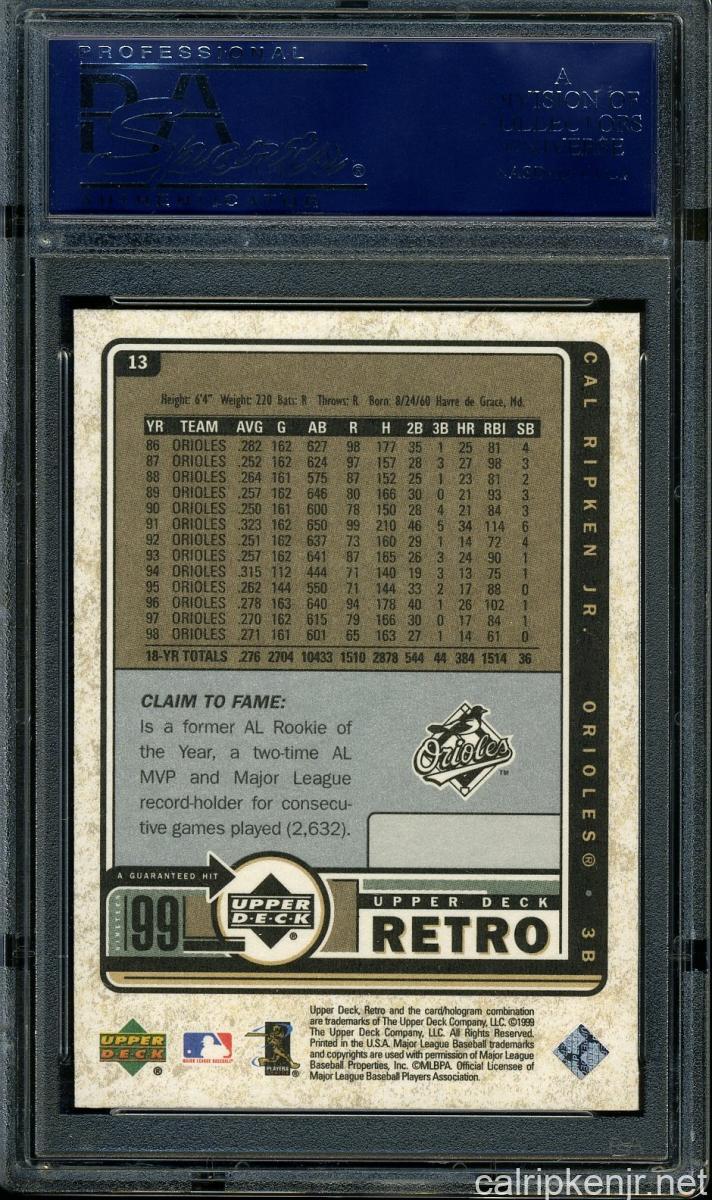 PROFESSIONAL
PSA
Sports®
A
DIVISION OF
COLLECTORS
UNIVERSE
13
Height: 6'4" Weight: 220 Bats: R Throws: R Born: 8/24/60 Havre de Grace, Md.
YR TEAM AVG G AB R H 2B 3B HR RBI SB
86 ORIOLES .282 162 627 98 177 35 1 25 81 4
87 ORIOLES .252 162 624 97 157 28 3 27 98 3
88 ORIOLES .264 161 575 87 152 25 1 23 81 2
89 ORIOLES .257 162 646 80 166 30 0 21 93 3
90 ORIOLES .250 161 600 78 150 28 4 21 84 3
91 ORIOLES .323 162 650 99 210 46 5 34 114 6
92 ORIOLES .251 162 637 73 160 29 1 14 72 4
93 ORIOLES .257 162 641 87 165 26 3 24 90 1
94 ORIOLES .315 112 444 71 140 19 3 13 75 1
95 ORIOLES .262 144 550 71 144 33 2 17 88 0
96 ORIOLES .278 163 640 94 178 40 1 26 102 1
97 ORIOLES .270 162 615 79 166 30 0 17 84 1
98 ORIOLES .271 161 601 65 163 27 1 14 61 0
18-YR TOTALS .276 2704 10433 1510 2878 544 44 384 1514 36
CAL RIPKEN JR. ORIOLES® • 3B
CLAIM TO FAME:
Is a former AL Rookie of
the Year, a two-time AL
MVP and Major League
record-holder for consecu-
tive games played (2,632).
Orioles TM
A GUARANTEED HIT
NINETEEN
99
UPPER
D·E·C·K
®
UPPER DECK
RETRO
Upper Deck, Retro and the card/hologram combination
are trademarks of The Upper Deck Company, LLC. ©1999
The Upper Deck Company, LLC. All Rights Reserved.
Printed in the U.S.A. Major League Baseball trademarks
and copyrights are used with permission of Major League
Baseball Properties, Inc. ©MLBPA. Official Licensee of
Major League Baseball Players Association.
UPPER
DECK
®
MAJOR LEAGUE BASEBALL
PLAYERS
calripkenjr.net